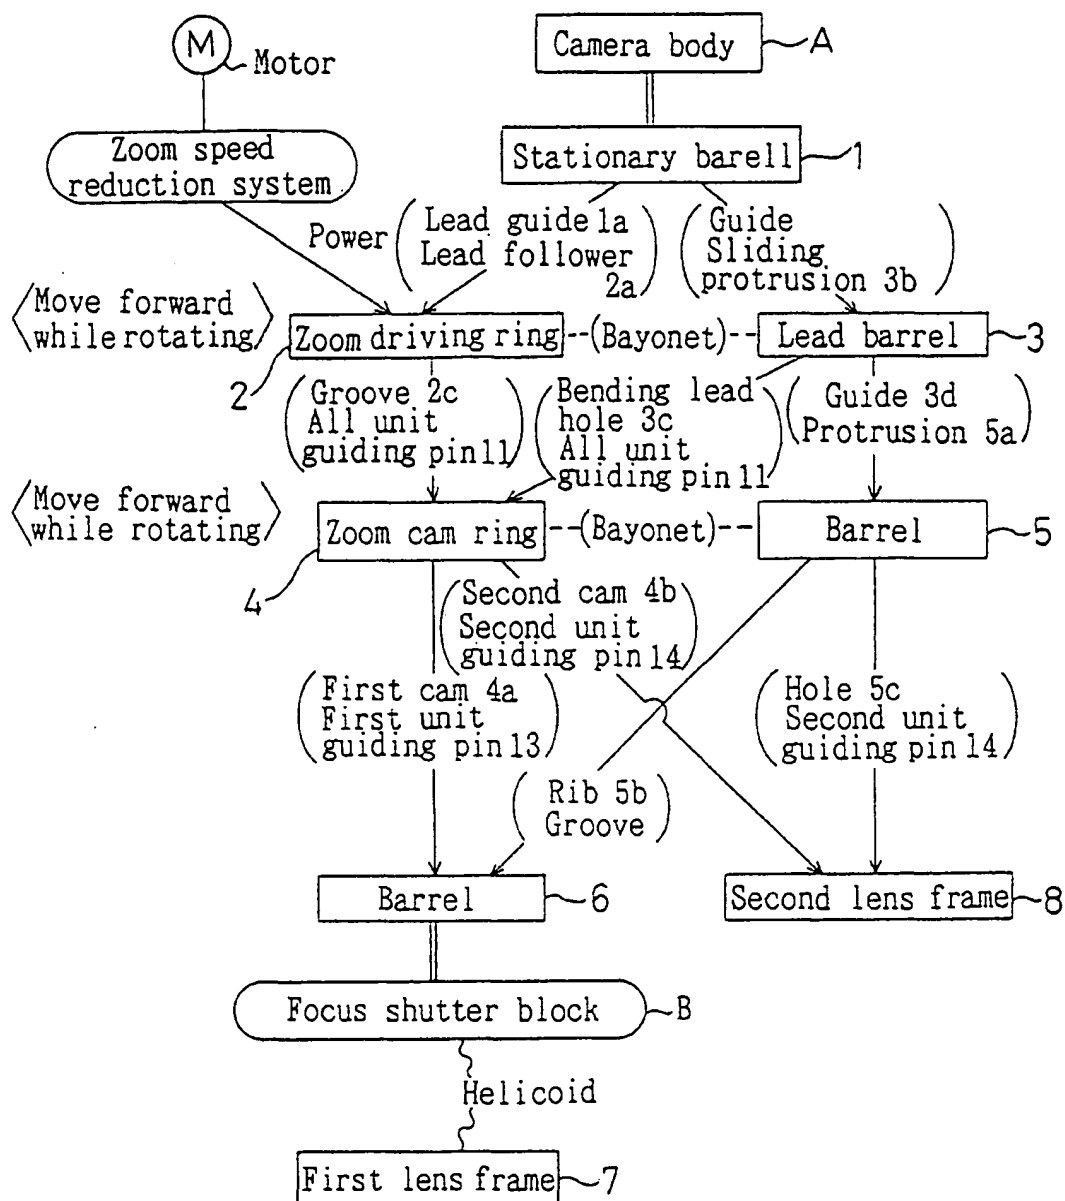 M
Motor
Camera body
A
Zoom speed
reduction system
Stationary barell
1
Power
Lead guide 1a
Lead follower
2a
Guide
Sliding
protrusion 3b
Move forward
while rotating
Zoom driving ring
2
(Bayonet)
Lead barrel
3
Groove 2c
All unit
guiding pin 11
Bending lead
hole 3c
All unit
guiding pin 11
Guide 3d
Protrusion 5a
Move forward
while rotating
Zoom cam ring
4
(Bayonet)
Barrel
5
Second cam 4b
Second unit
guiding pin 14
First cam 4a
First unit
guiding pin 13
Hole 5c
Second unit
guiding pin 14
Rib 5b
Groove
Barrel
6
Second lens frame
8
Focus shutter block
B
Helicoid
First lens frame
7